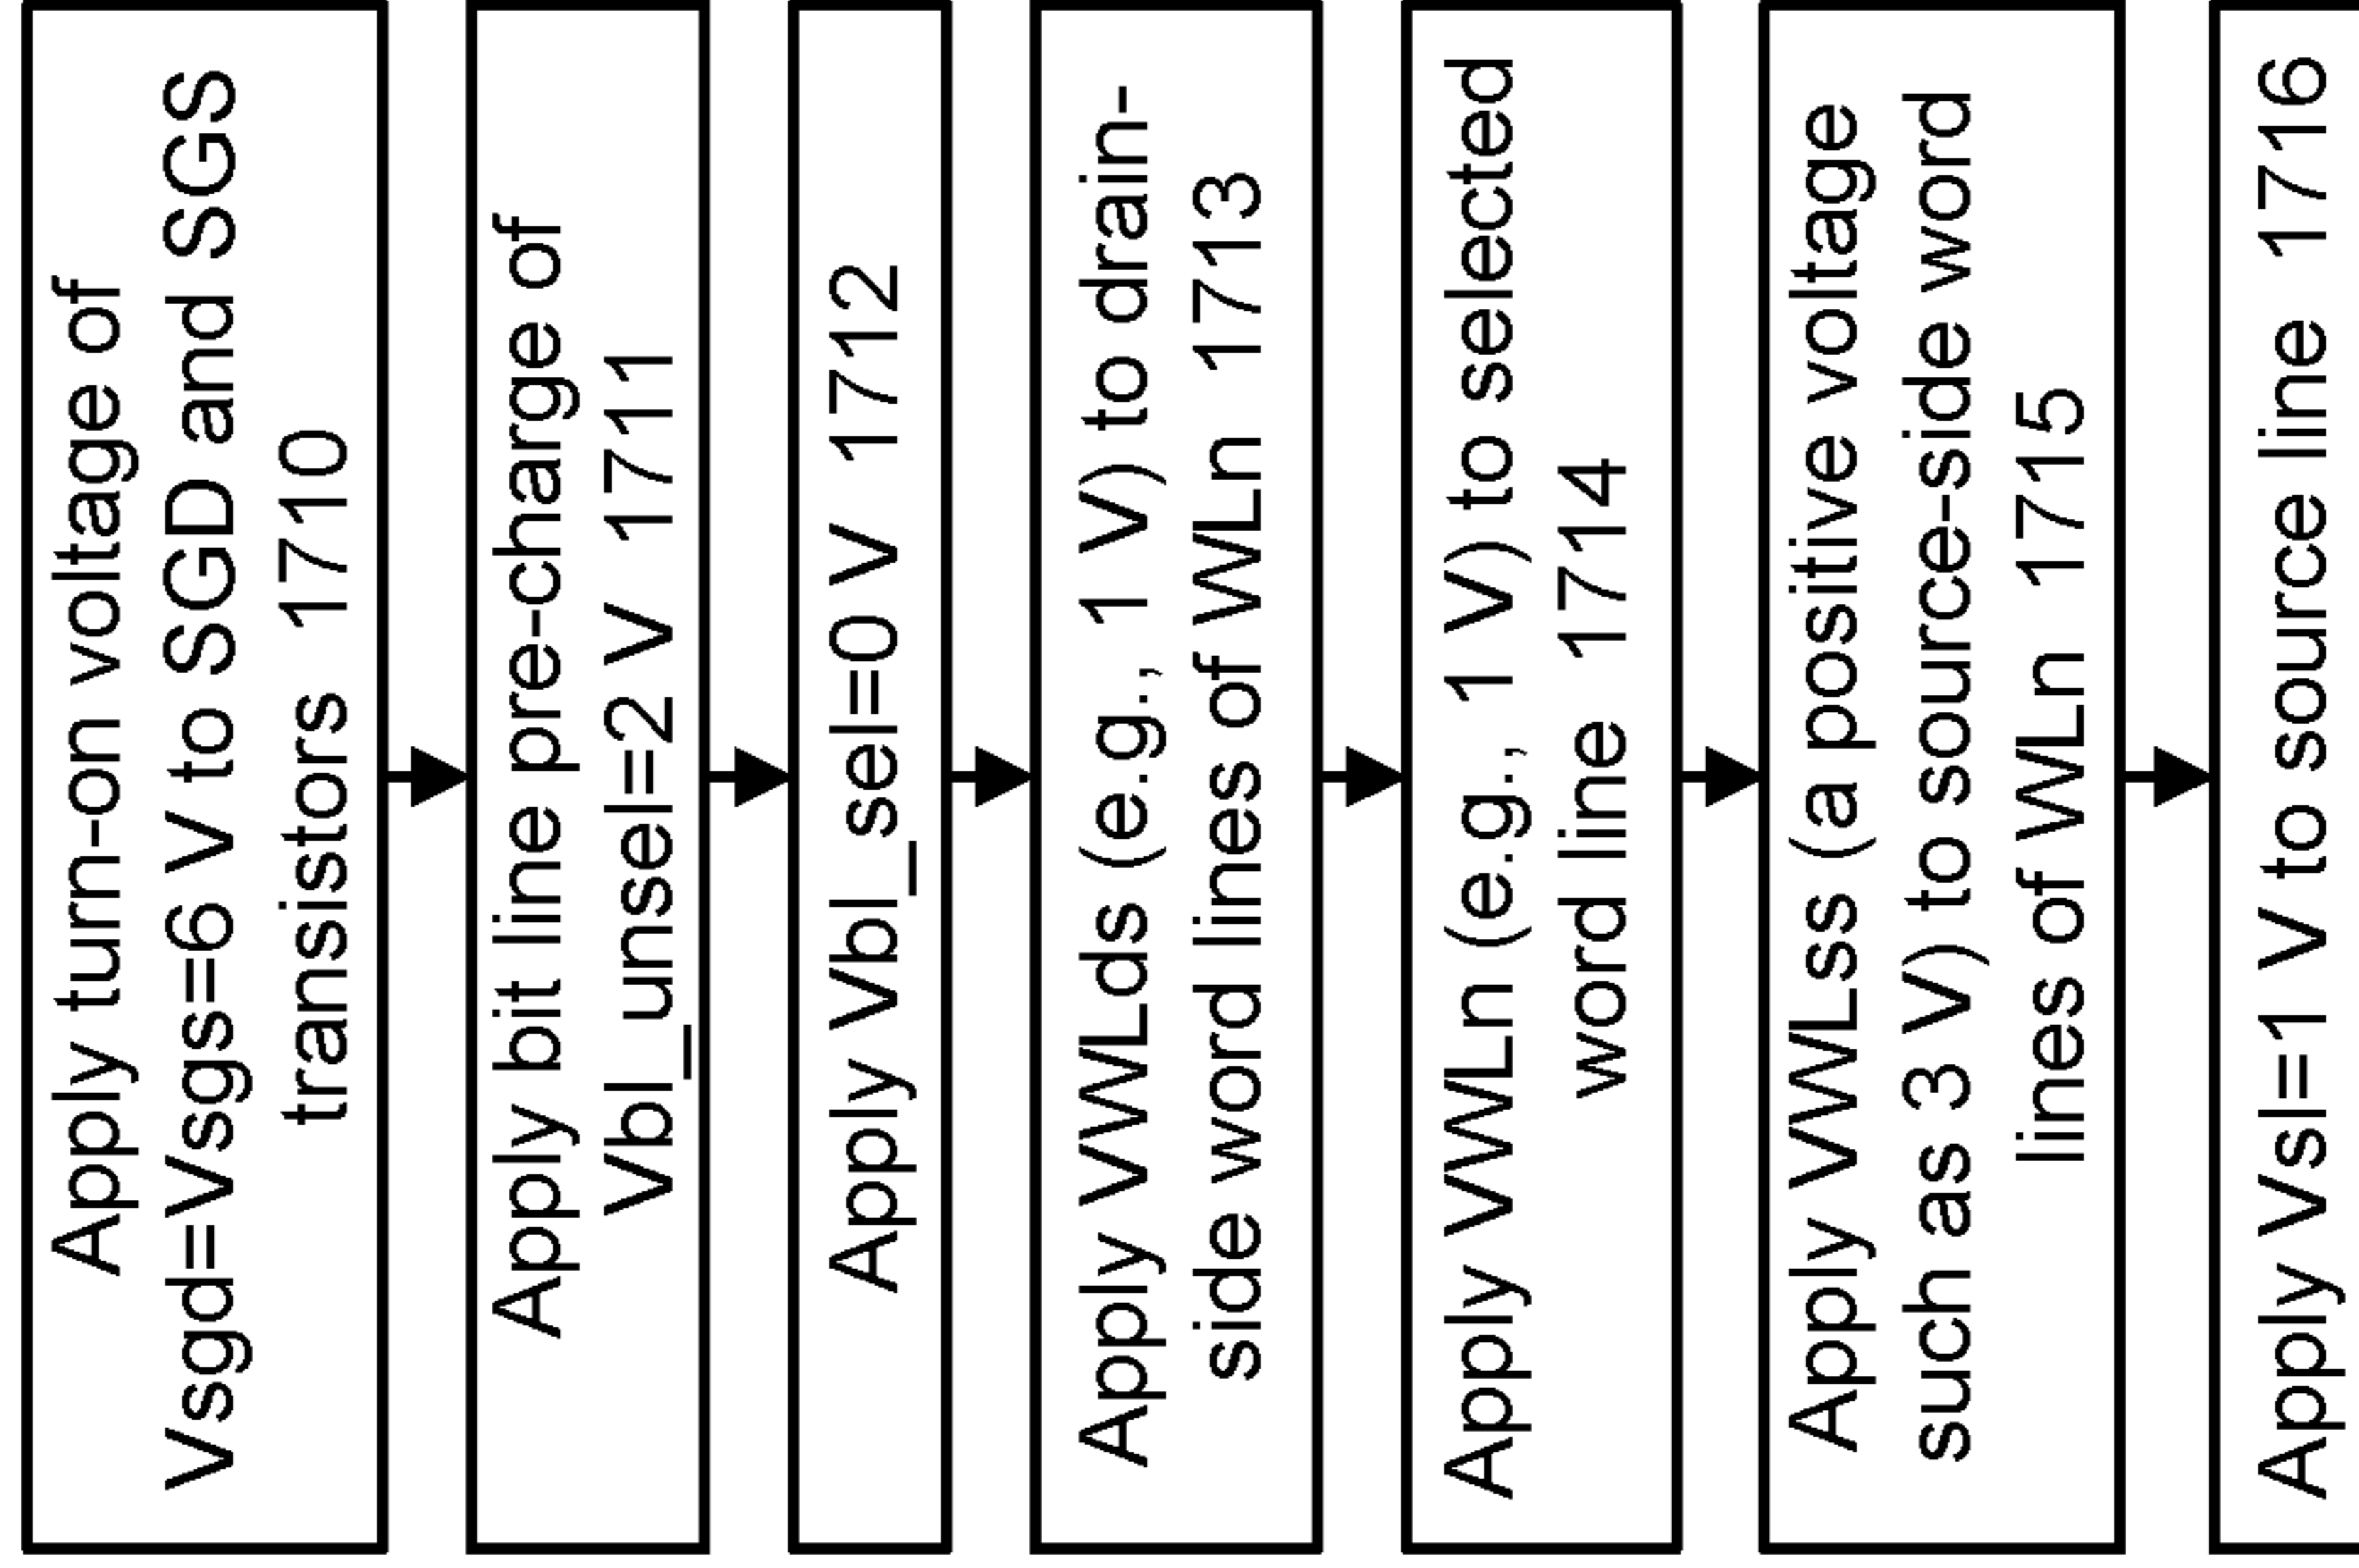 Apply turn-on voltage of
Vsgd=Vsgs=6 V to SGD and SGS
transistors 1710
Apply bit line pre-charge of
Vbl_unsel=2 V 1711
Apply Vbl_sel=0 V 1712
Apply VWLds (e.g., 1 V) to drain-
side word lines of WLn 1713
Apply VWLn (e.g., 1 V) to selected
word line 1714
Apply VWLss (a positive voltage
such as 3 V) to source-side word
lines of WLn 1715
Apply Vsl=1 V to source line 1716